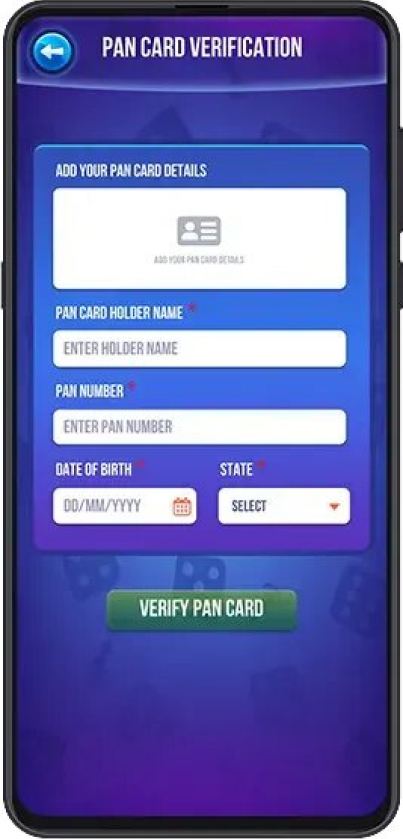 PAN CARD VERIFICATION
ADD YOUR PAN CARD DETAILS
ADD YOUR PAN CARD DETAILS
PAN CARD HOLDER NAME *
ENTER HOLDER NAME
PAN NUMBER *
ENTER PAN NUMBER
DATE OF BIRTH * STATE *
DD/MM/YYYY SELECT
VERIFY PAN CARD